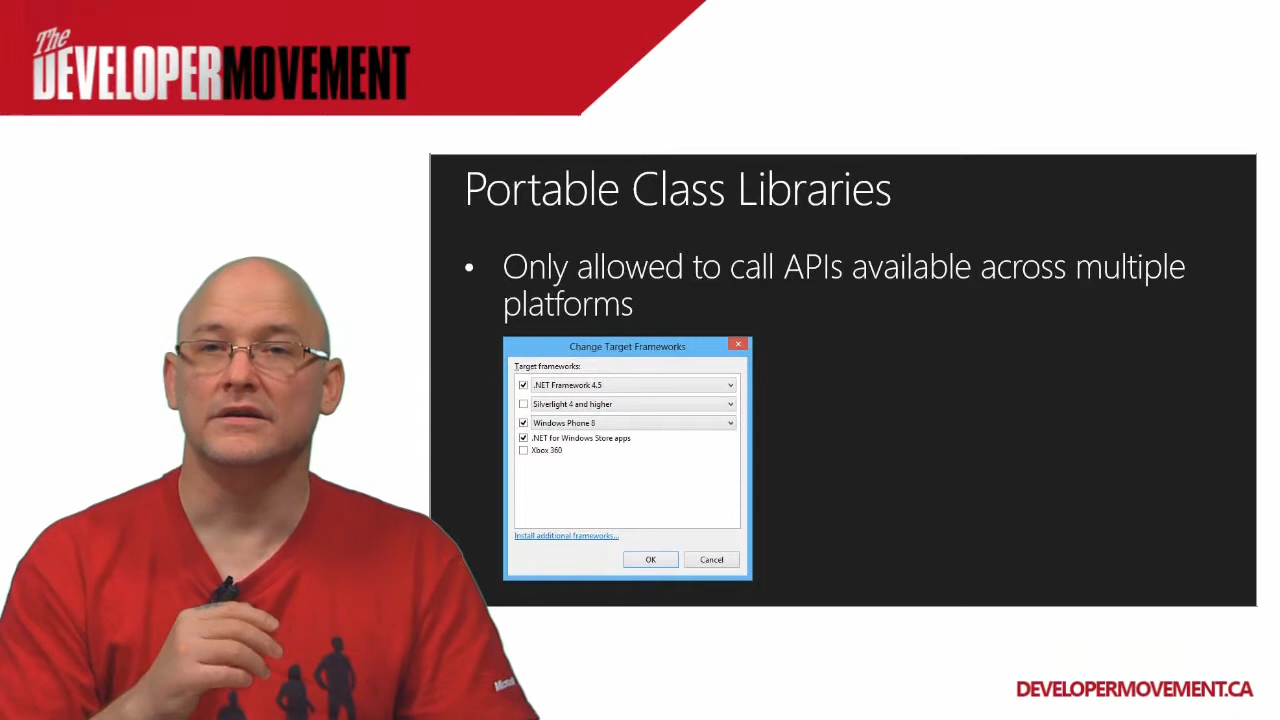 The
DEVELOPERMOVEMENT
Portable Class Libraries
• Only allowed to call APIs available across multiple
platforms
Change Target Frameworks
Target frameworks:
.NET Framework 4.5
Silverlight 4 and higher
Windows Phone 8
.NET for Windows Store apps
Xbox 360
Install additional frameworks...
OK Cancel
DEVELOPERMOVEMENT.CA